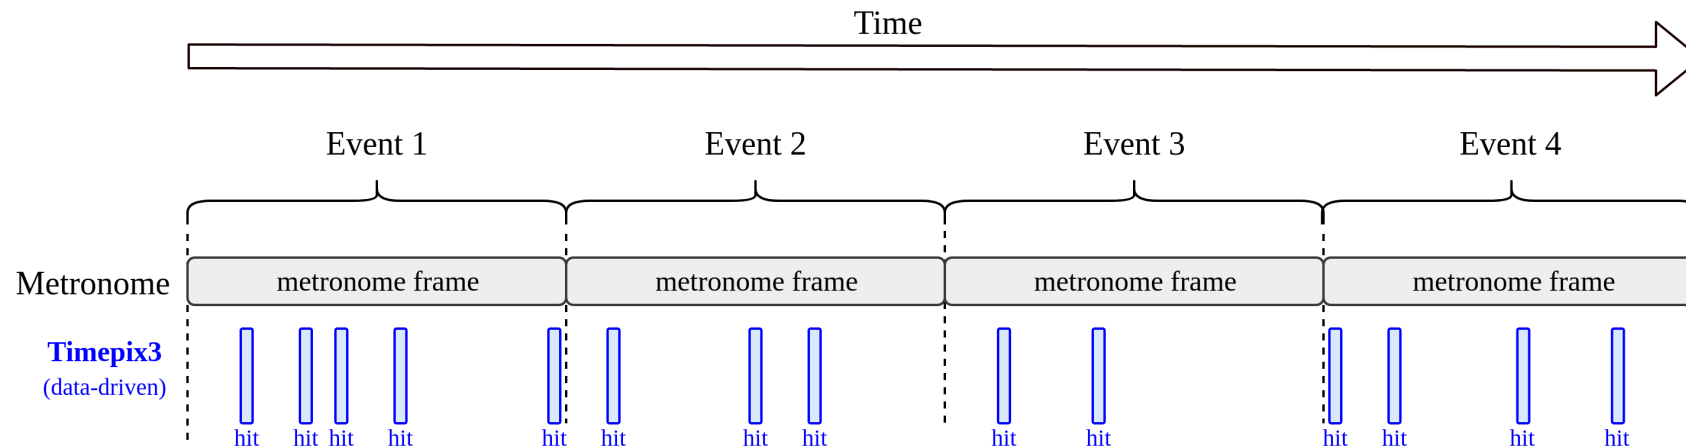 Time
Event 1 Event 2 Event 3 Event 4
Metronome metronome frame metronome frame metronome frame metronome frame
Timepix3
(data-driven)
hit hit hit hit hit hit hit hit hit hit hit hit hit hit